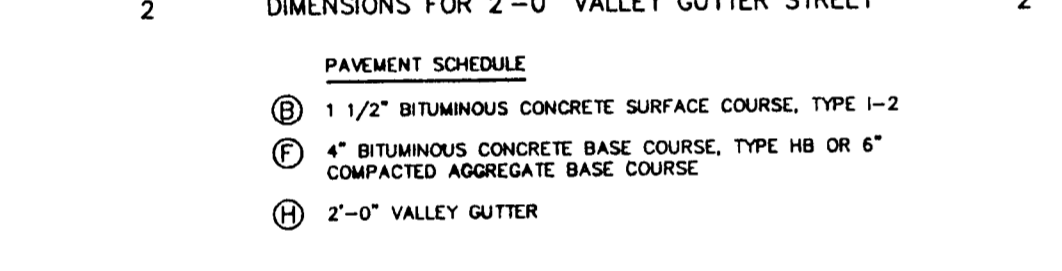 2 DIMENSIONS FOR 2'-0" VALLEY GUTTER STREET 2
PAVEMENT SCHEDULE
B 1 1/2" BITUMINOUS CONCRETE SURFACE COURSE, TYPE I-2
F 4" BITUMINOUS CONCRETE BASE COURSE, TYPE HB OR 6"
COMPACTED AGGREGATE BASE COURSE
H 2'-0" VALLEY GUTTER